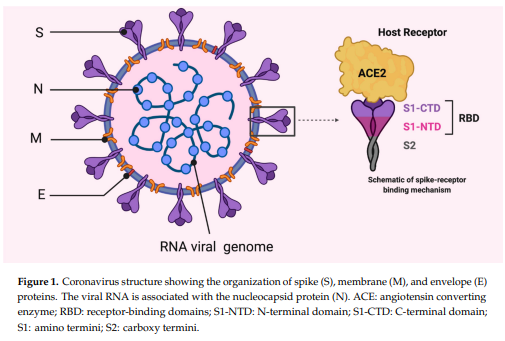 S
N
M
E
RNA viral genome
Host Receptor
ACE2
S1-CTD
S1-NTD
RBD
S2
Schematic of spike-receptor
binding mechanism
Figure 1. Coronavirus structure showing the organization of spike (S), membrane (M), and envelope (E)
proteins. The viral RNA is associated with the nucleocapsid protein (N). ACE: angiotensin converting
enzyme; RBD: receptor-binding domains; S1-NTD: N-terminal domain; S1-CTD: C-terminal domain;
S1: amino termini; S2: carboxy termini.